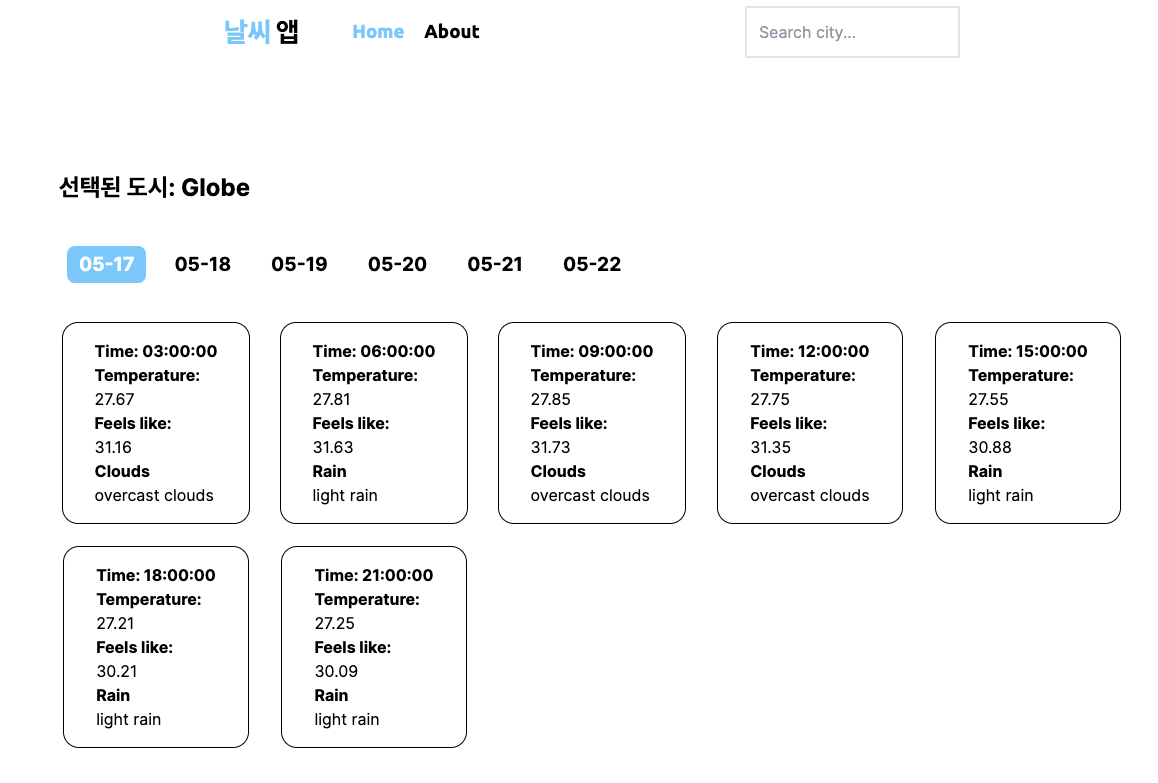 날씨 앱 Home About Search city...
선택된 도시: Globe
05-17 05-18 05-19 05-20 05-21 05-22
Time: 03:00:00
Temperature:
27.67
Feels like:
31.16
Clouds
overcast clouds
Time: 06:00:00
Temperature:
27.81
Feels like:
31.63
Rain
light rain
Time: 09:00:00
Temperature:
27.85
Feels like:
31.73
Clouds
overcast clouds
Time: 12:00:00
Temperature:
27.75
Feels like:
31.35
Clouds
overcast clouds
Time: 15:00:00
Temperature:
27.55
Feels like:
30.88
Rain
light rain
Time: 18:00:00
Temperature:
27.21
Feels like:
30.21
Rain
light rain
Time: 21:00:00
Temperature:
27.25
Feels like:
30.09
Rain
light rain